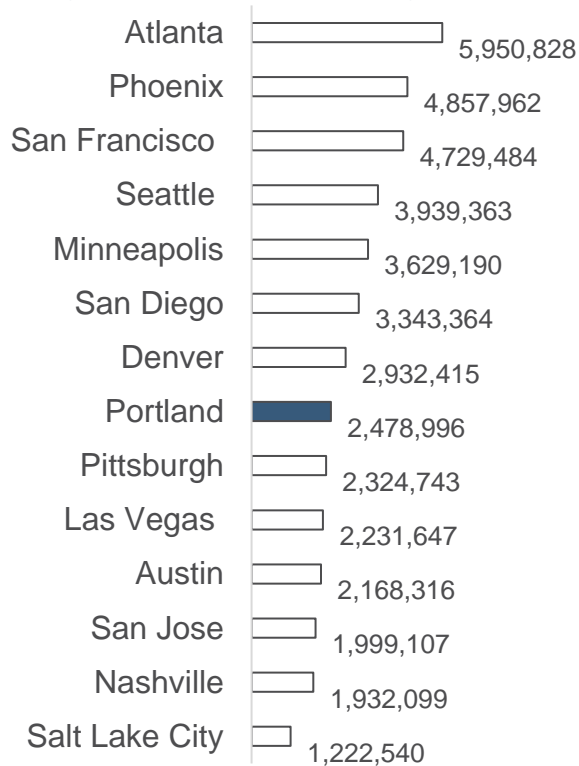 Atlanta 5,950,828
Phoenix 4,857,962
San Francisco 4,729,484
Seattle 3,939,363
Minneapolis 3,629,190
San Diego 3,343,364
Denver 2,932,415
Portland 2,478,996
Pittsburgh 2,324,743
Las Vegas 2,231,647
Austin 2,168,316
San Jose 1,999,107
Nashville 1,932,099
Salt Lake City 1,222,540